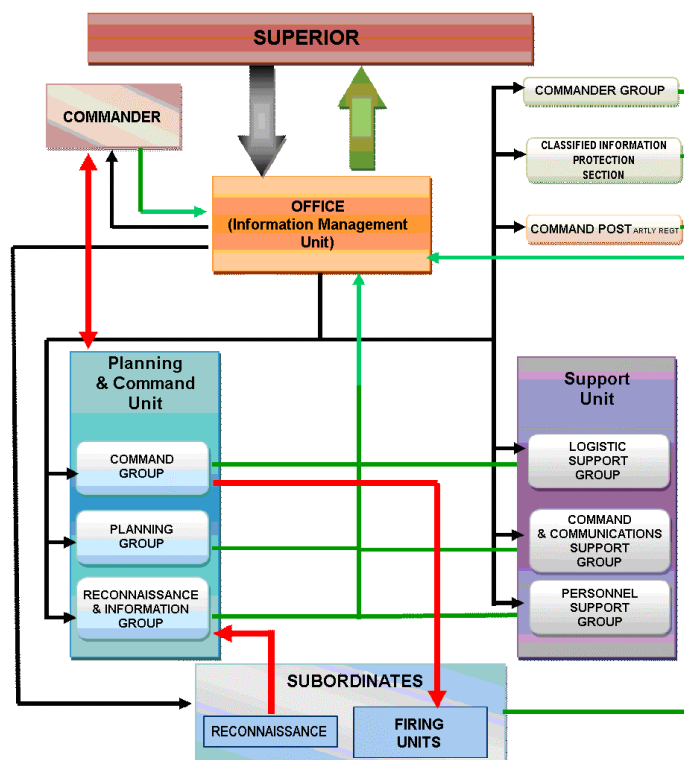 SUPERIOR
COMMANDER
COMMANDER GROUP
CLASSIFIED INFORMATION
PROTECTION
SECTION
OFFICE
(Information Management
Unit)
COMMAND POST ARTLY REGT
Planning
& Command
Unit
Support
Unit
COMMAND
GROUP
LOGISTIC
SUPPORT
GROUP
PLANNING
GROUP
COMMAND
& COMMUNICATIONS
SUPPORT
GROUP
RECONNAISSANCE
& INFORMATION
GROUP
PERSONNEL
SUPPORT
GROUP
SUBORDINATES
RECONNAISSANCE
FIRING
UNITS